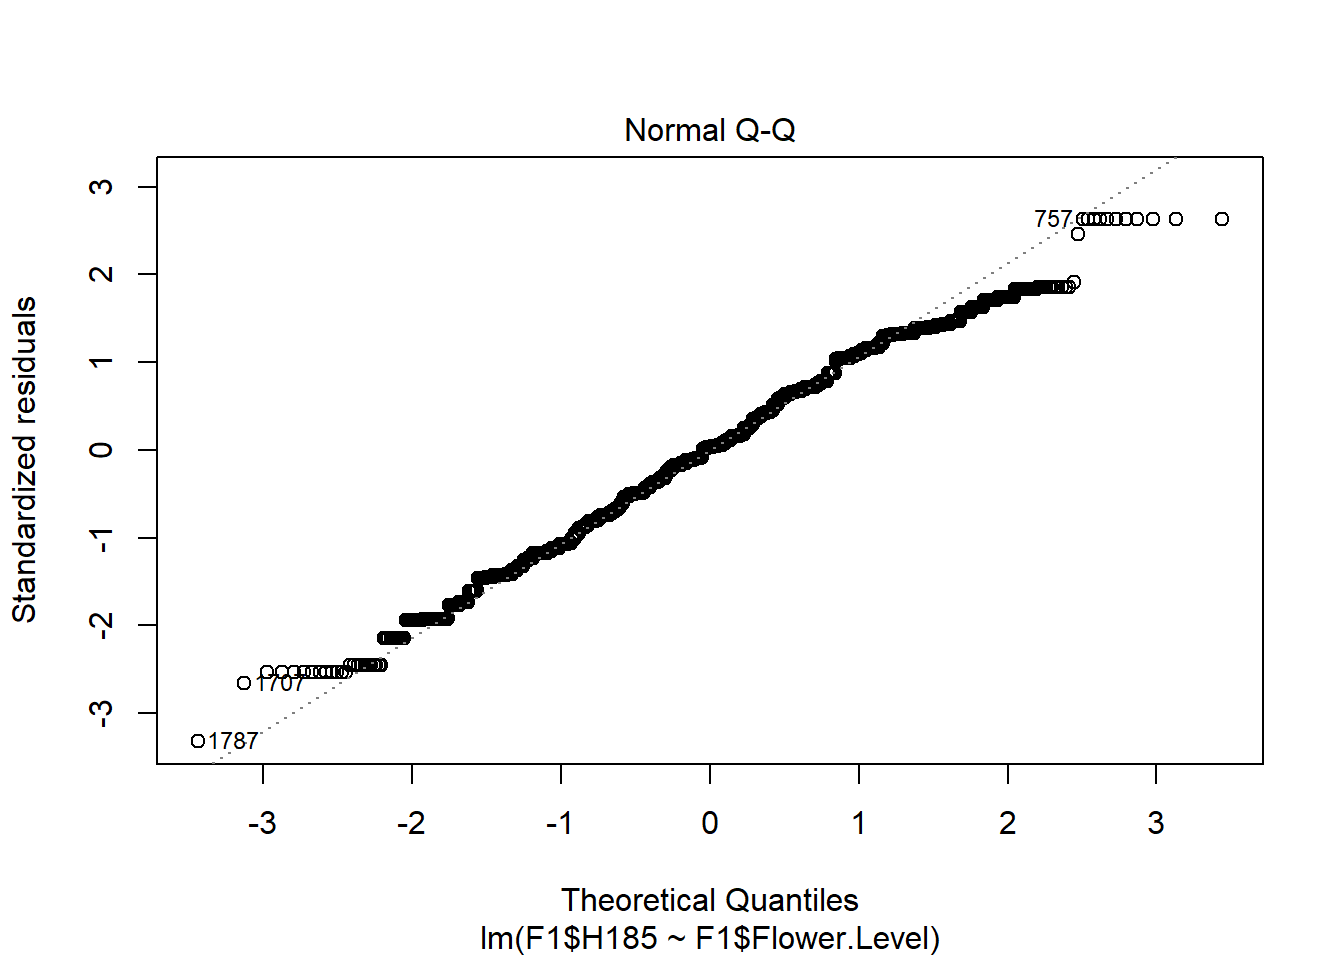 Normal Q-Q
Standardized residuals
3
2
1
0
-1
-2
-3
757
1707
1787
-3 -2 -1 0 1 2 3
Theoretical Quantiles
lm(F1$H185 ~ F1$Flower.Level)